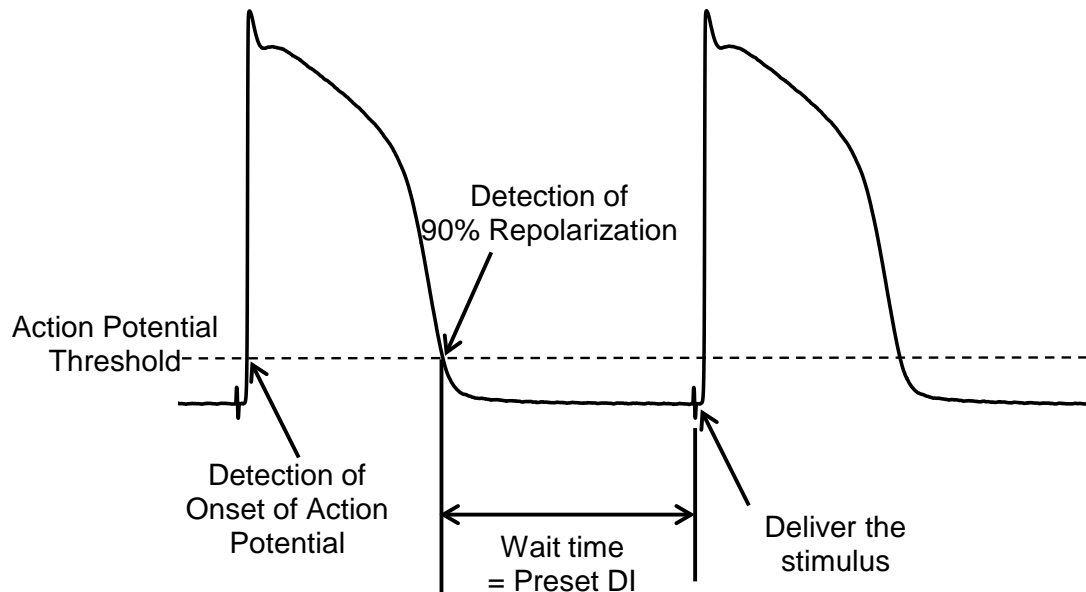 Detection of
90% Repolarization
Action Potential
Threshold
Detection of
Onset of Action
Potential
Wait time
= Preset DI
Deliver the
stimulus